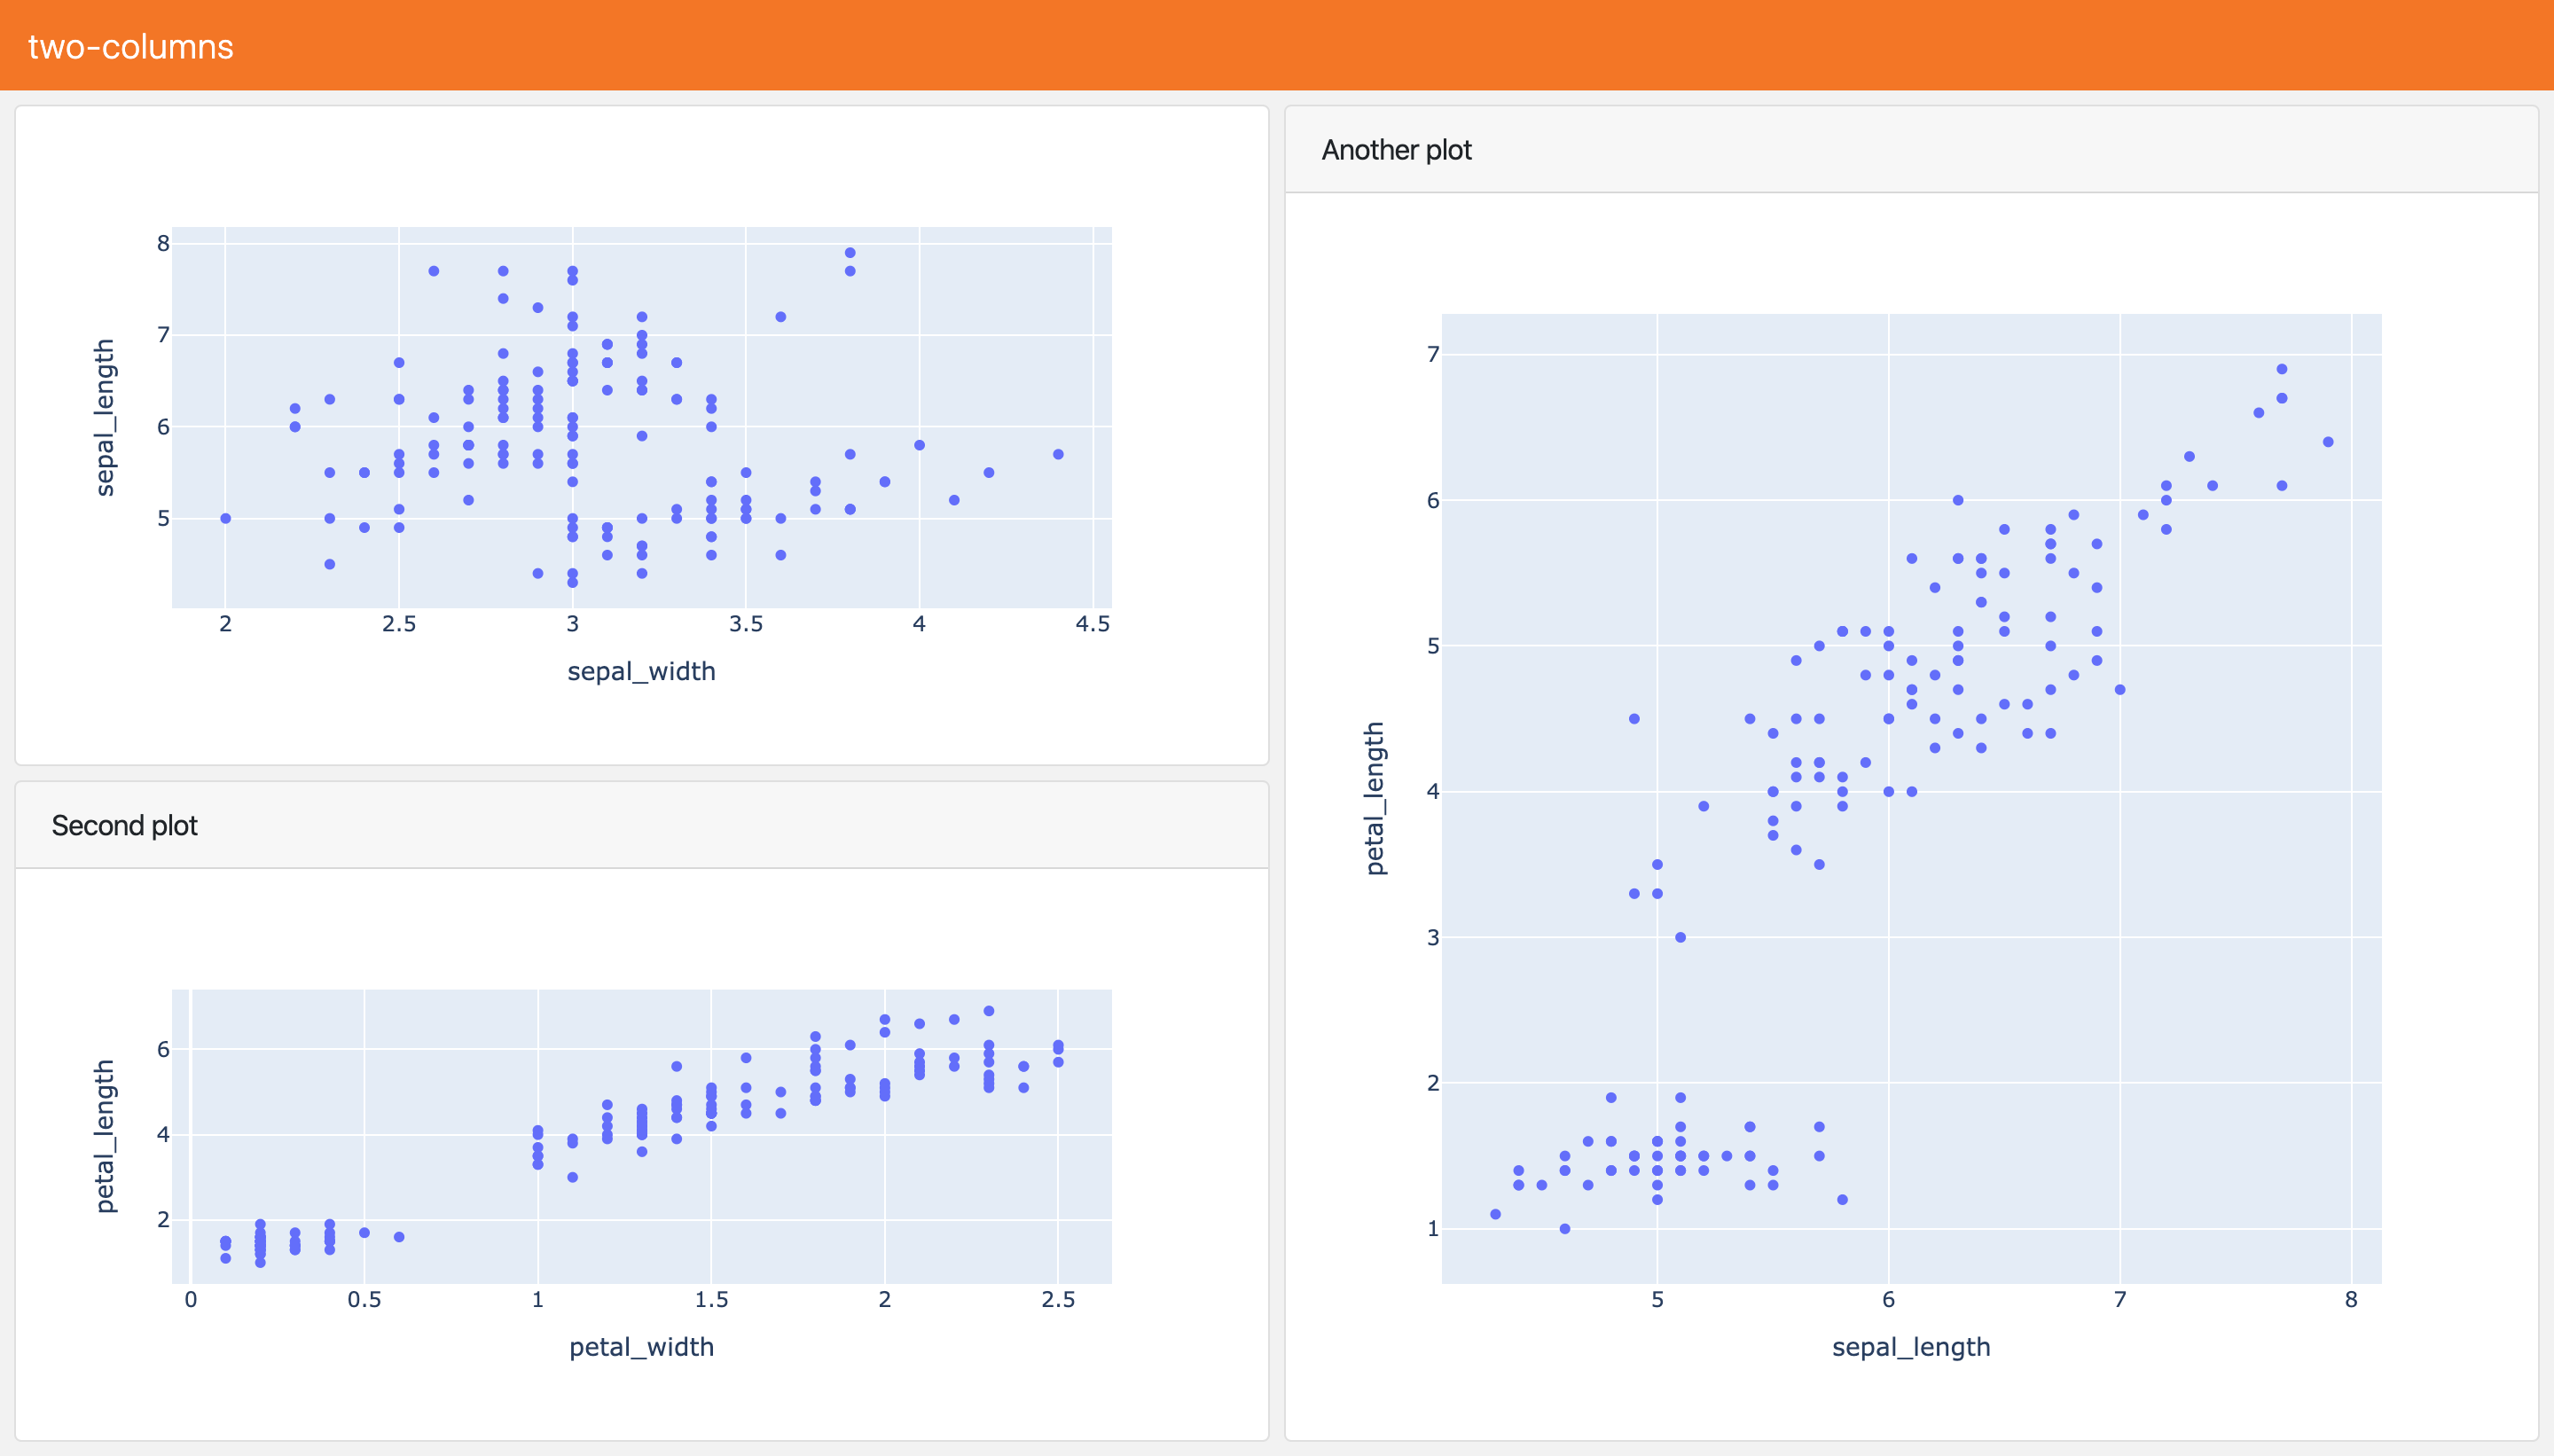 two-columns
8
7
6
5
sepal_length
2 2.5 3 3.5 4 4.5
sepal_width
Second plot
6
4
2
petal_length
0 0.5 1 1.5 2 2.5
petal_width
Another plot
7
6
5
4
3
2
1
petal_length
5 6 7 8
sepal_length